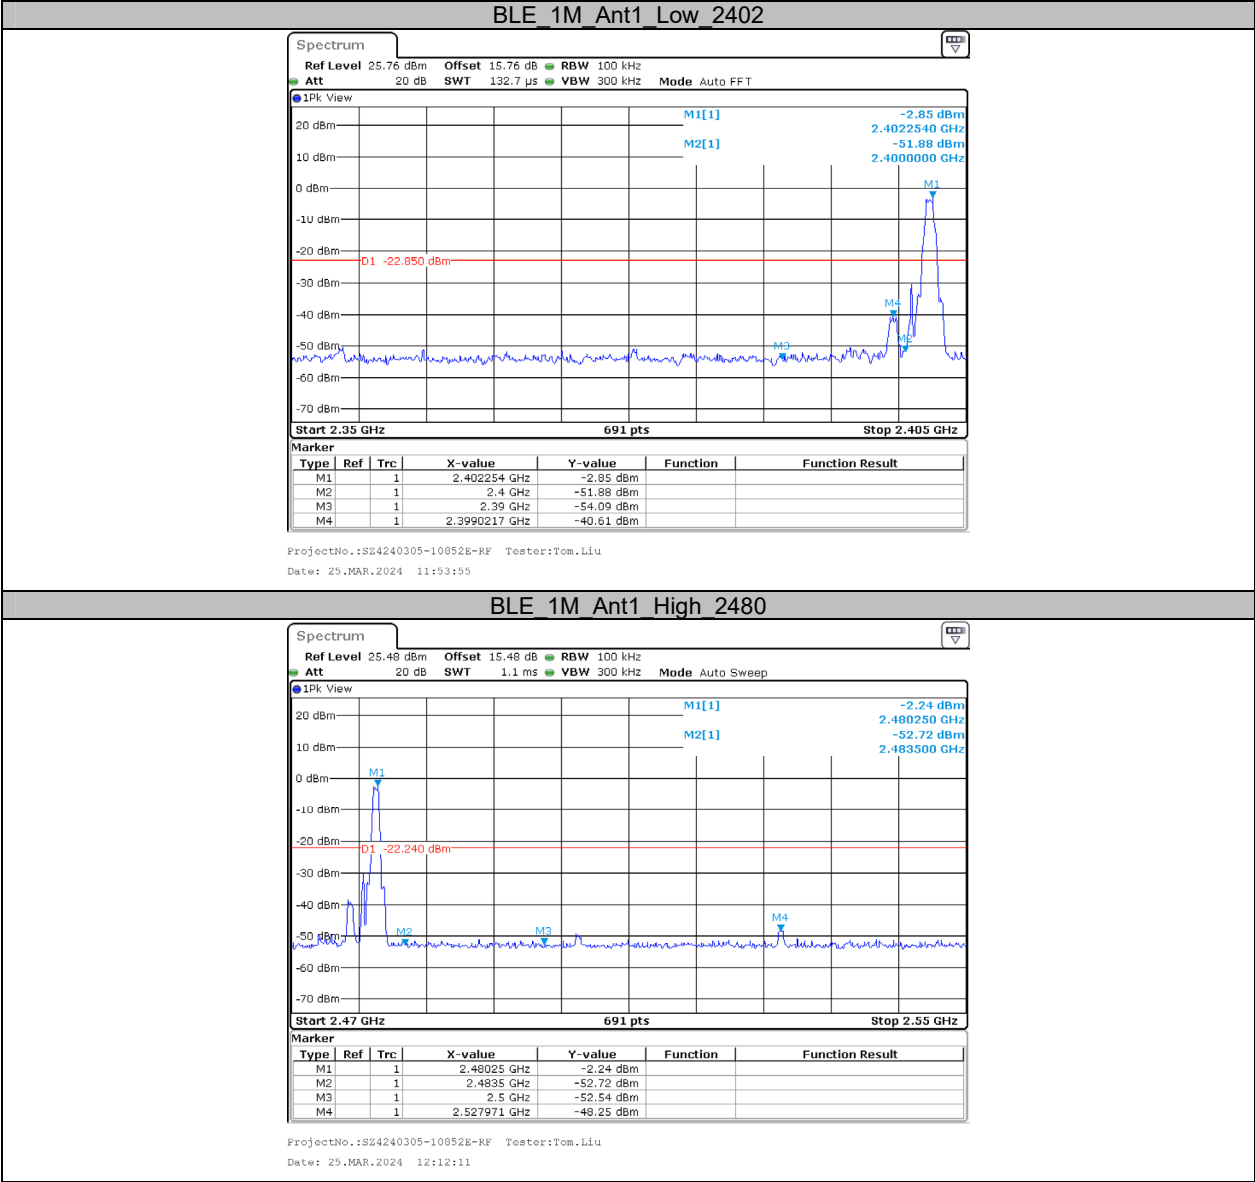 BLE_1M_Ant1_Low_2402
Spectrum
Ref Level 25.76 dBm Offset 15.76 dB RBW 100 kHz
Att 20 dB SWT 132.7 µs VBW 300 kHz Mode Auto FFT
1Pk View
M1[1] -2.85 dBm
2.4022540 GHz
M2[1] -51.88 dBm
2.4000000 GHz
20 dBm
10 dBm
0 dBm
M1
-10 dBm
-20 dBm
D1 -22.850 dBm
-30 dBm
M4
-40 dBm
M2
-50 dBm
M3
-60 dBm
-70 dBm
Start 2.35 GHz 691 pts Stop 2.405 GHz
Marker
Type Ref Trc X-value Y-value Function Function Result
M1 1 2.402254 GHz -2.85 dBm
M2 1 2.4 GHz -51.88 dBm
M3 1 2.39 GHz -54.09 dBm
M4 1 2.3990217 GHz -40.61 dBm
ProjectNo.:SZ4240305-10852E-RF Tester:Tom.Liu
Date: 25.MAR.2024 11:53:55
BLE_1M_Ant1_High_2480
Spectrum
Ref Level 25.48 dBm Offset 15.48 dB RBW 100 kHz
Att 20 dB SWT 1.1 ms VBW 300 kHz Mode Auto Sweep
1Pk View
M1[1] -2.24 dBm
2.480250 GHz
M2[1] -52.72 dBm
2.483500 GHz
20 dBm
10 dBm
M1
0 dBm
-10 dBm
-20 dBm
D1 -22.240 dBm
-30 dBm
-40 dBm
M4
M2 M3
-50 dBm
-60 dBm
-70 dBm
Start 2.47 GHz 691 pts Stop 2.55 GHz
Marker
Type Ref Trc X-value Y-value Function Function Result
M1 1 2.48025 GHz -2.24 dBm
M2 1 2.4835 GHz -52.72 dBm
M3 1 2.5 GHz -52.54 dBm
M4 1 2.527971 GHz -48.25 dBm
ProjectNo.:SZ4240305-10852E-RF Tester:Tom.Liu
Date: 25.MAR.2024 12:12:11